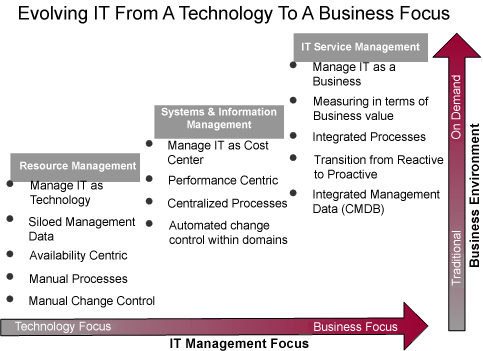 Evolving IT From A Technology To A Business Focus
IT Service Management
Manage IT as a
Business
Measuring in terms of
Business value
Integrated Processes
Transition from Reactive
to Proactive
Integrated Management
Data (CMDB)
Systems & Information
Management
Manage IT as Cost
Center
Performance Centric
Centralized Processes
Automated change
control within domains
Resource Management
Manage IT as
Technology
Siloed Management
Data
Availability Centric
Manual Processes
Manual Change Control
On Demand
Traditional
Business Environment
Technology Focus
Business Focus
IT Management Focus